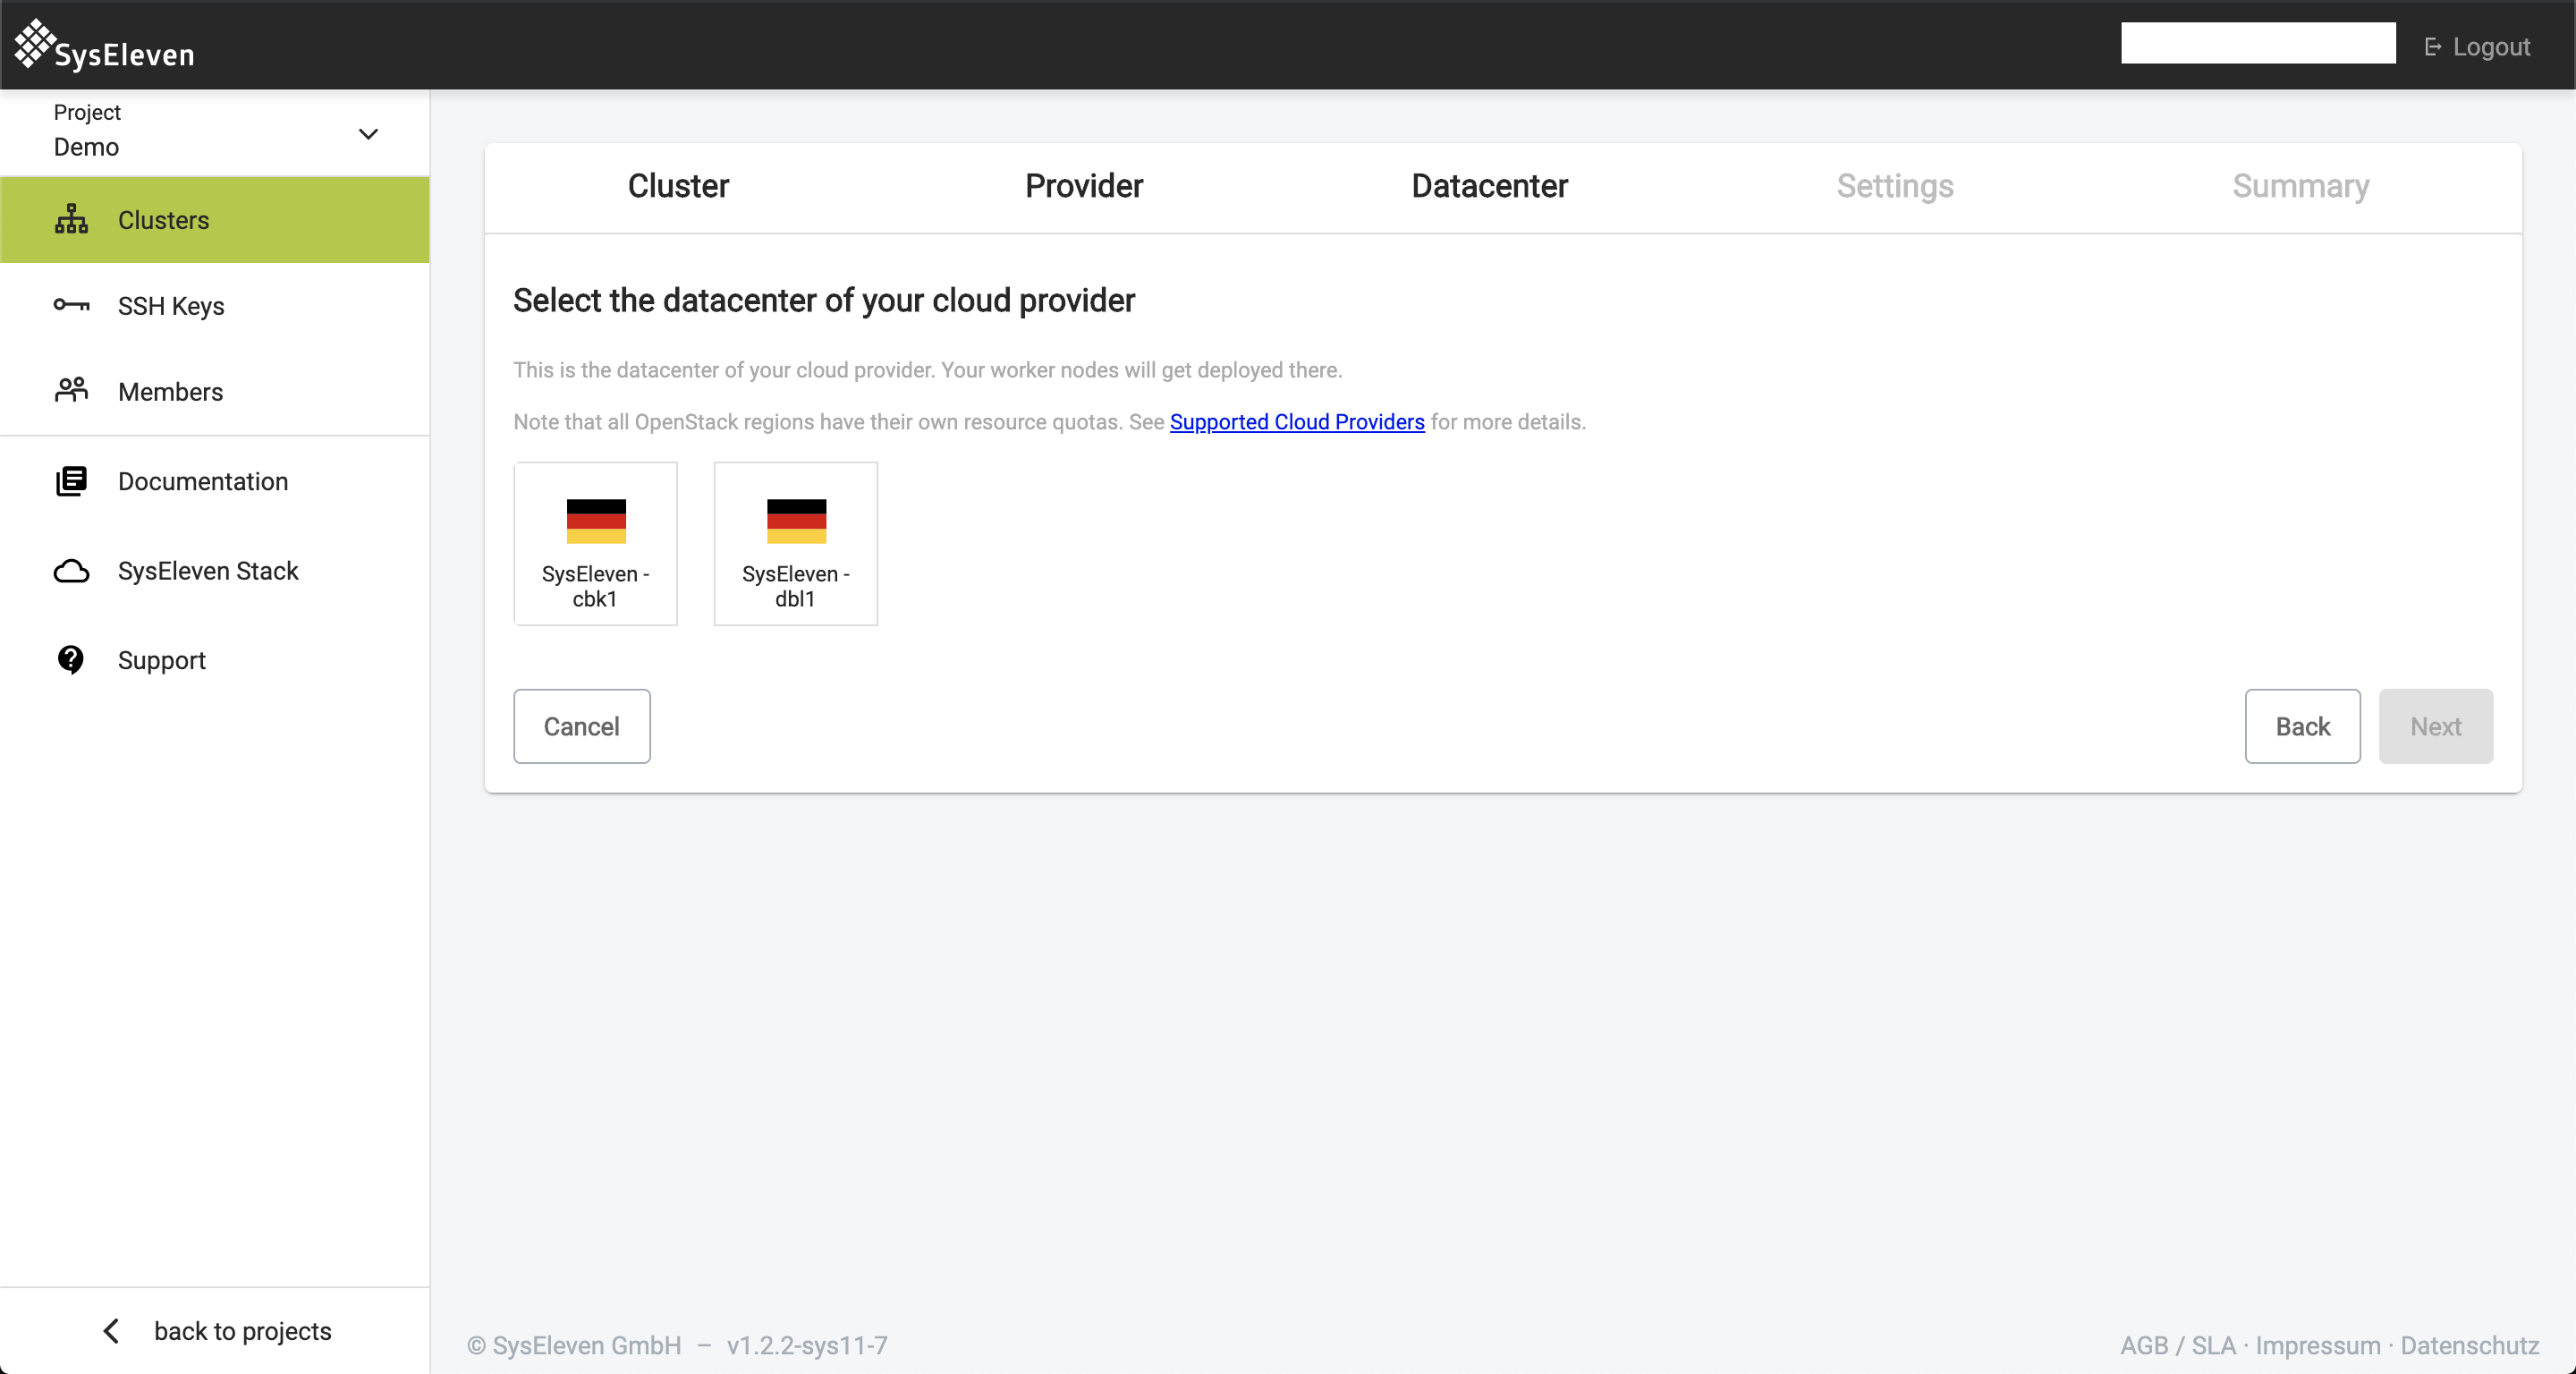 SysEleven
Logout
Project
Demo
Clusters
SSH Keys
Members
Documentation
SysEleven Stack
Support
back to projects
Cluster
Provider
Datacenter
Settings
Summary
Select the datacenter of your cloud provider
This is the datacenter of your cloud provider. Your worker nodes will get deployed there.
Note that all OpenStack regions have their own resource quotas. See Supported Cloud Providers for more details.
SysEleven -
cbk1
SysEleven -
dbl1
Cancel
Back
Next
© SysEleven GmbH – v1.2.2-sys11-7
AGB / SLA · Impressum · Datenschutz